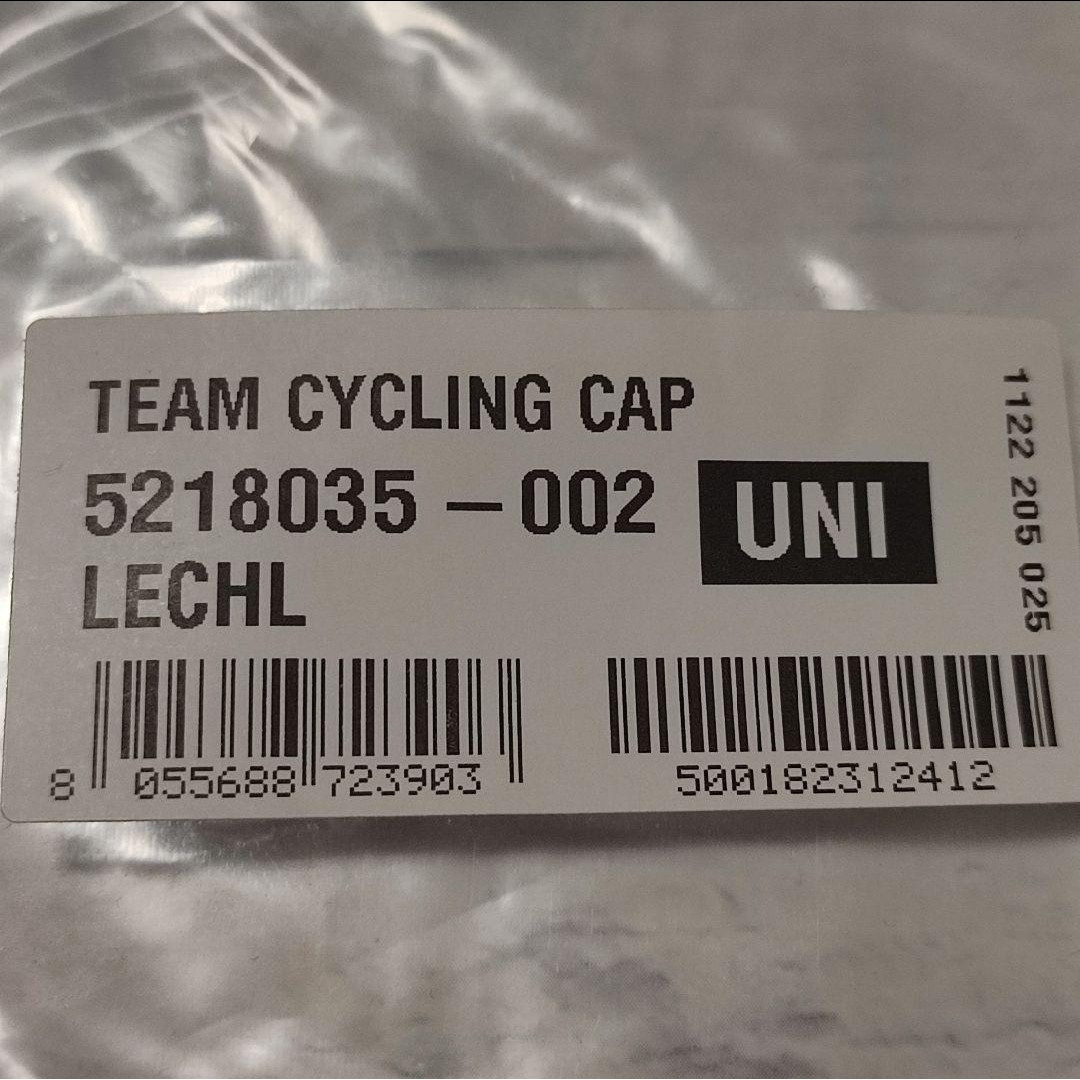 TEAM CYCLING CAP
5218035 – 002
UNI
LECHL
1122 205 025
8 055688 723903
500182312412